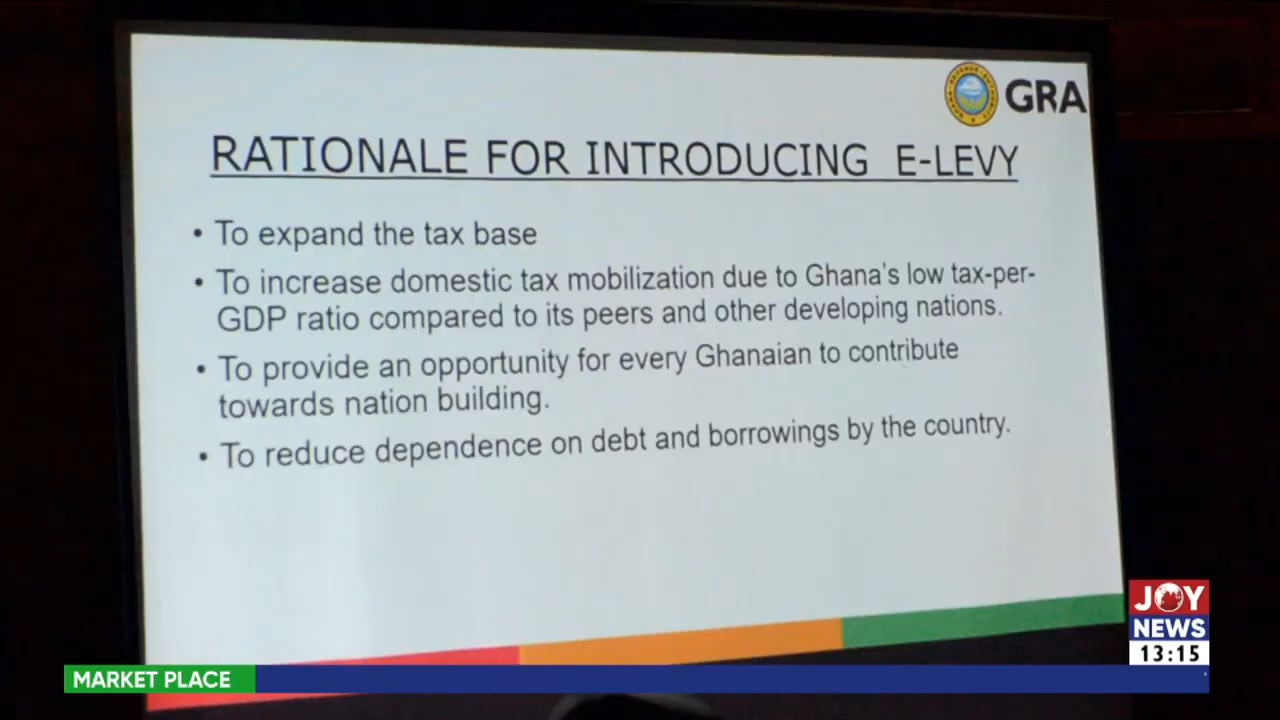 GRA
RATIONALE FOR INTRODUCING E-LEVY
• To expand the tax base
• To increase domestic tax mobilization due to Ghana's low tax-per-
GDP ratio compared to its peers and other developing nations.
• To provide an opportunity for every Ghanaian to contribute
towards nation building.
• To reduce dependence on debt and borrowings by the country.
JOY
NEWS
13:15
MARKET PLACE